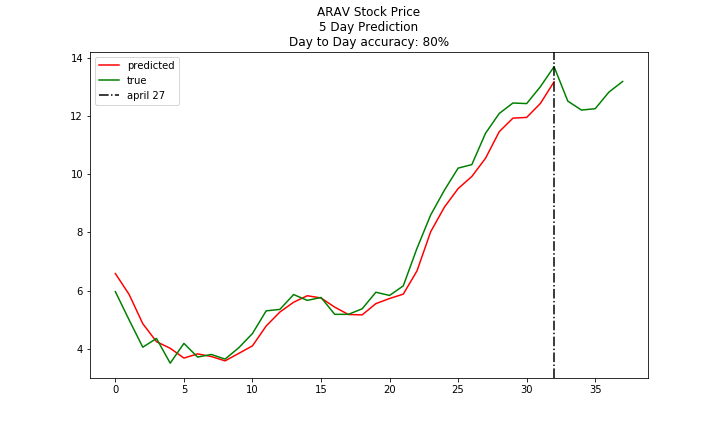 ARAV Stock Price
5 Day Prediction
Day to Day accuracy: 80%
predicted
true
april 27
14
12
10
8
6
4
0 5 10 15 20 25 30 35